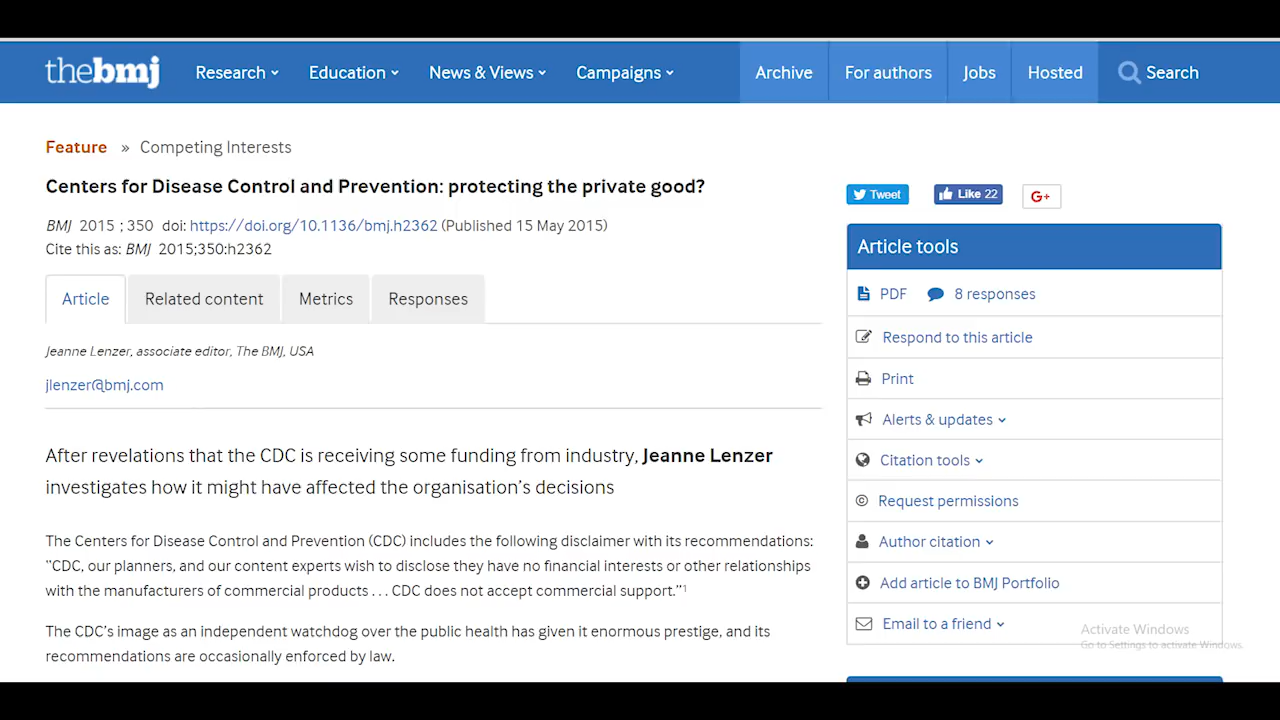 thebmj Research Education News & Views Campaigns Archive For authors Jobs Hosted Search
Feature » Competing Interests
Centers for Disease Control and Prevention: protecting the private good?
BMJ 2015 ; 350 doi: https://doi.org/10.1136/bmj.h2362 (Published 15 May 2015)
Cite this as: BMJ 2015;350:h2362
Article Related content Metrics Responses
Jeanne Lenzer, associate editor, The BMJ, USA
jlenzer@bmj.com
After revelations that the CDC is receiving some funding from industry, Jeanne Lenzer
investigates how it might have affected the organisation's decisions
The Centers for Disease Control and Prevention (CDC) includes the following disclaimer with its recommendations:
"CDC, our planners, and our content experts wish to disclose they have no financial interests or other relationships
with the manufacturers of commercial products . . . CDC does not accept commercial support."1
The CDC's image as an independent watchdog over the public health has given it enormous prestige, and its
recommendations are occasionally enforced by law.
Tweet Like 22 G+
Article tools
PDF 8 responses
Respond to this article
Print
Alerts & updates
Citation tools
© Request permissions
Author citation
Add article to BMJ Portfolio
Email to a friend
Activate Windows
Go to Settings to activate Windows.